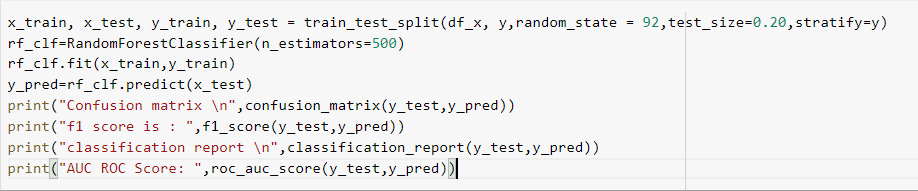 x_train, x_test, y_train, y_test = train_test_split(df_x, y,random_state = 92,test_size=0.20,stratify=y)
rf_clf=RandomForestClassifier(n_estimators=500)
rf_clf.fit(x_train,y_train)
y_pred=rf_clf.predict(x_test)
print("Confusion matrix \n",confusion_matrix(y_test,y_pred))
print("f1 score is : ",f1_score(y_test,y_pred))
print("classification report \n",classification_report(y_test,y_pred))
print("AUC ROC Score: ",roc_auc_score(y_test,y_pred))